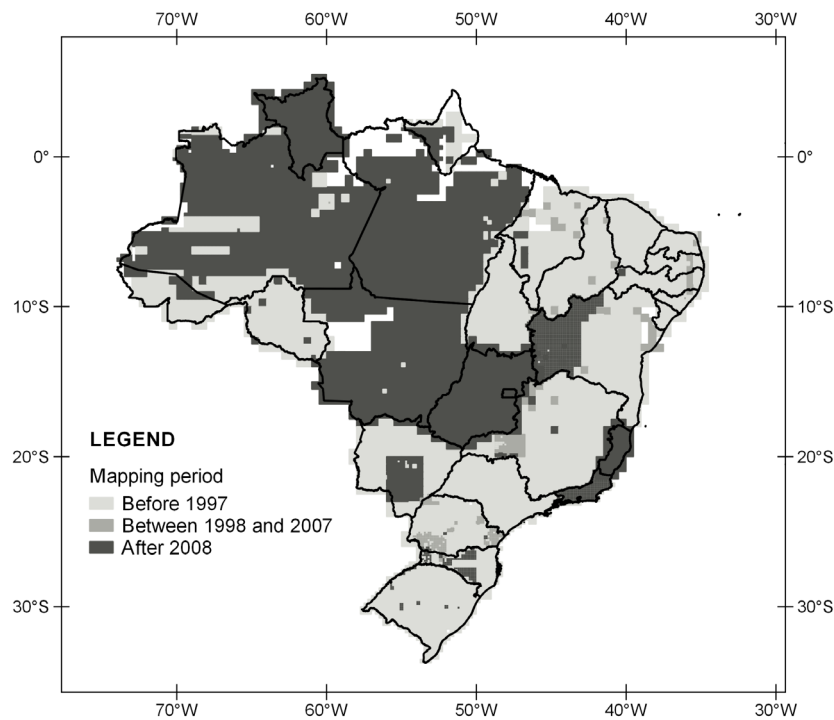 70°W 60°W 50°W 40°W 30°W
0° 0°
10°S 10°S
20°S 20°S
30°S 30°S
LEGEND
Mapping period
Before 1997
Between 1998 and 2007
After 2008
70°W 60°W 50°W 40°W 30°W